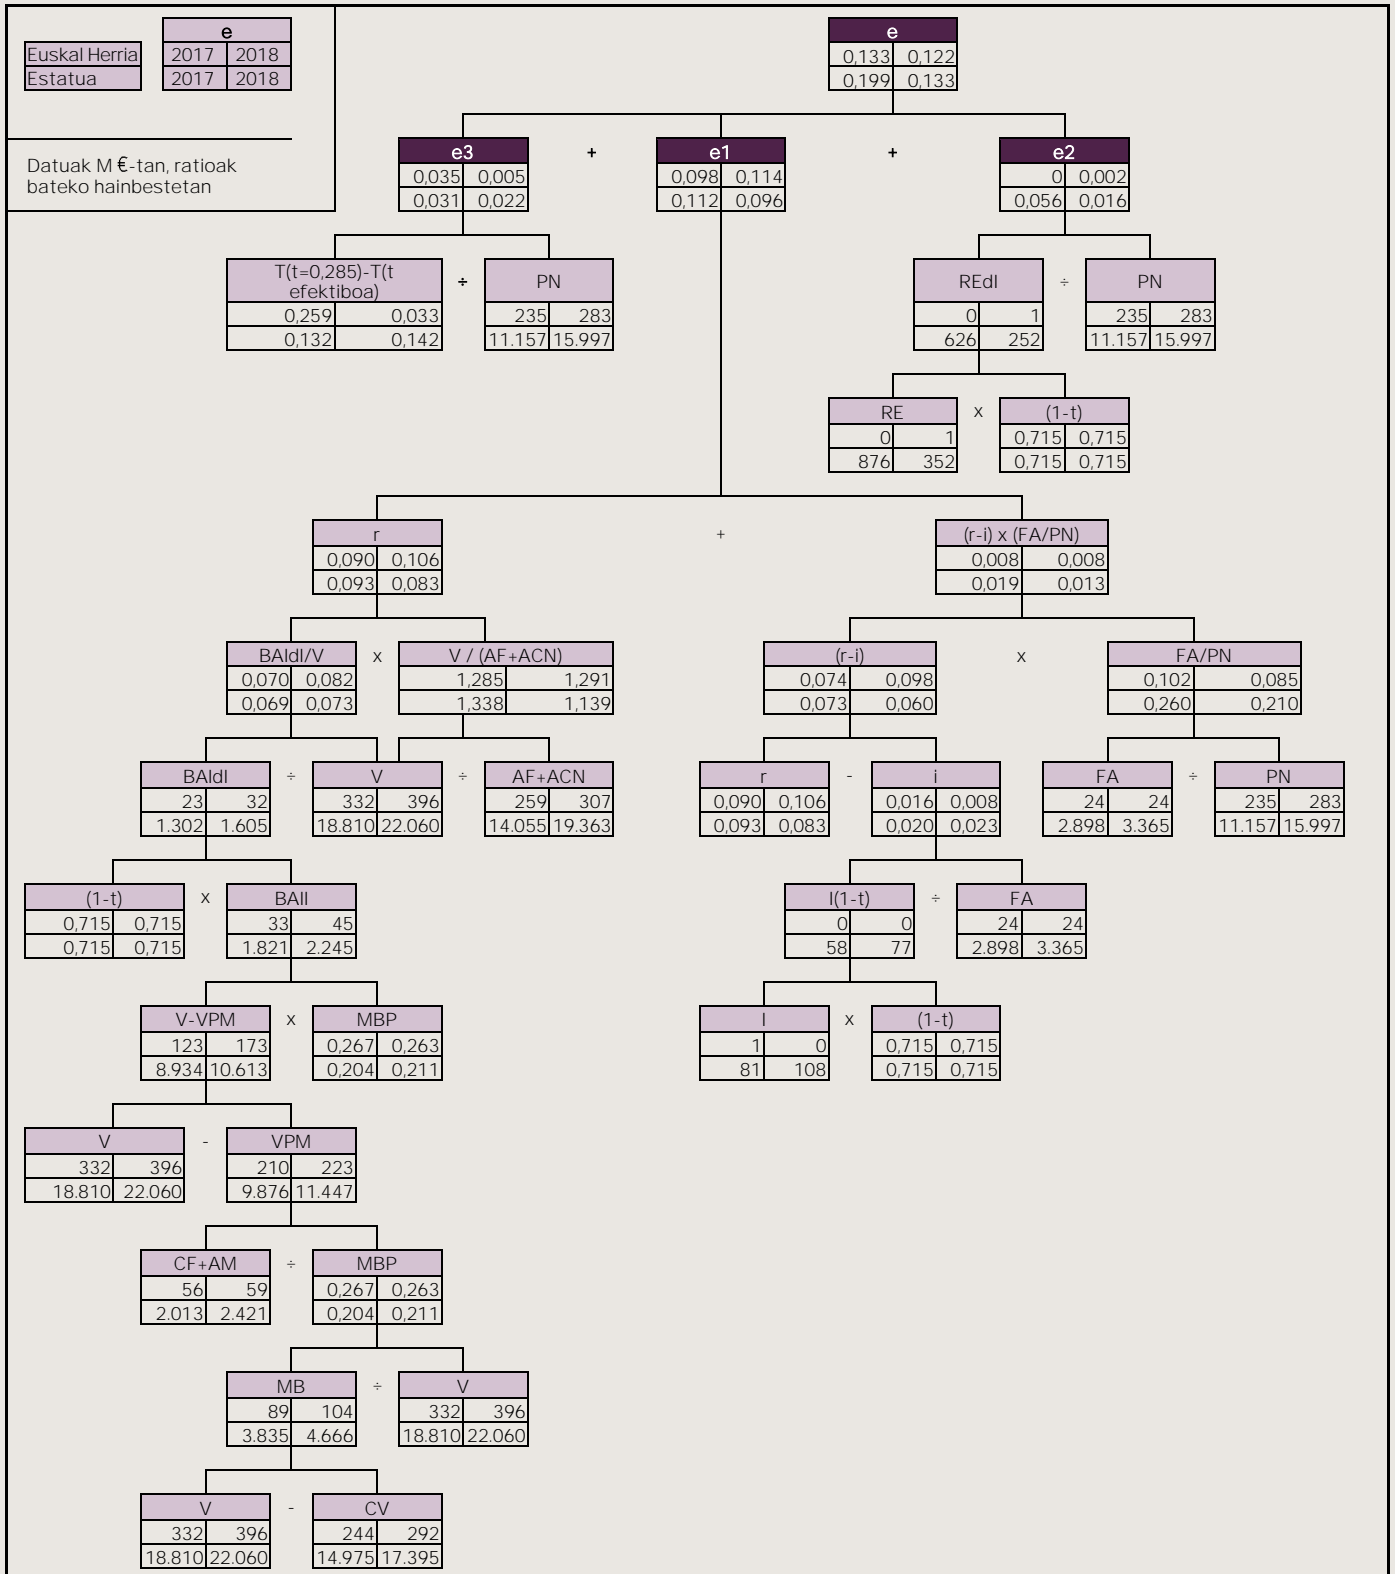 e
Euskal Herria 2017 2018
Estatua 2017 2018
Datuak M €-tan, ratioak
bateko hainbestetan
e
0,133 0,122
0,199 0,133
e3 + e1 + e2
0,035 0,005 0,098 0,114 0 0,002
0,031 0,022 0,112 0,096 0,056 0,016
T(t=0,285)-T(t
efektiboa) ÷ PN REdI ÷ PN
0,259 0,033 235 283 0 1 235 283
0,132 0,142 11.157 15.997 626 252 11.157 15.997
RE x (1-t)
0 1 0,715 0,715
876 352 0,715 0,715
r + (r-i) x (FA/PN)
0,090 0,106 0,008 0,008
0,093 0,083 0,019 0,013
BAIdI/V x V / (AF+ACN) (r-i) x FA/PN
0,070 0,082 1,285 1,291 0,074 0,098 0,102 0,085
0,069 0,073 1,338 1,139 0,073 0,060 0,260 0,210
BAIdI ÷ V ÷ AF+ACN r - i FA ÷ PN
23 32 332 396 259 307 0,090 0,106 0,016 0,008 24 24 235 283
1.302 1.605 18.810 22.060 14.055 19.363 0,093 0,083 0,020 0,023 2.898 3.365 11.157 15.997
(1-t) x BAII I(1-t) ÷ FA
0,715 0,715 33 45 0 0 24 24
0,715 0,715 1.821 2.245 58 77 2.898 3.365
V-VPM x MBP I x (1-t)
123 173 0,267 0,263 1 0 0,715 0,715
8.934 10.613 0,204 0,211 81 108 0,715 0,715
V - VPM
332 396 210 223
18.810 22.060 9.876 11.447
CF+AM ÷ MBP
56 59 0,267 0,263
2.013 2.421 0,204 0,211
MB ÷ V
89 104 332 396
3.835 4.666 18.810 22.060
V - CV
332 396 244 292
18.810 22.060 14.975 17.395